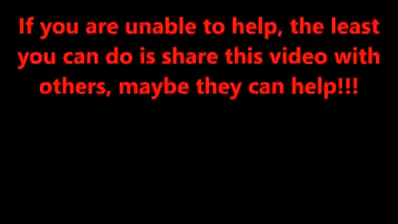 If you are unable to help, the least
you can do is share this video with
others, maybe they can help!!!